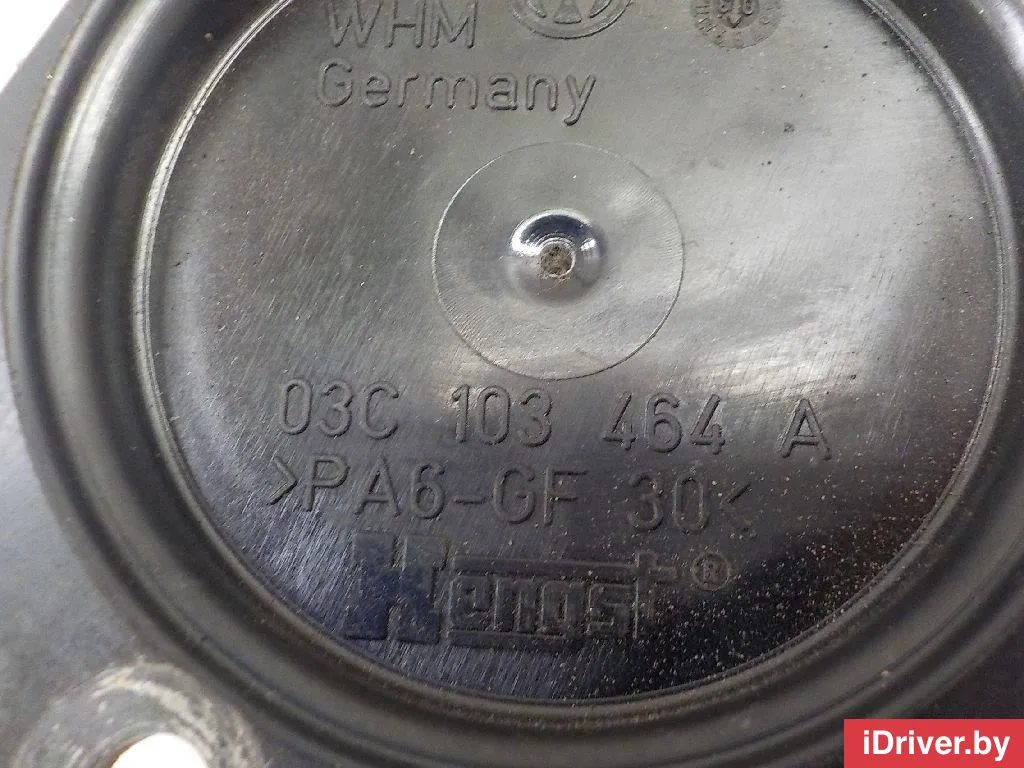 WHM
Germany
03C 103 464 A
>PA6-GF 30<
Hengst ®
iDriver.by